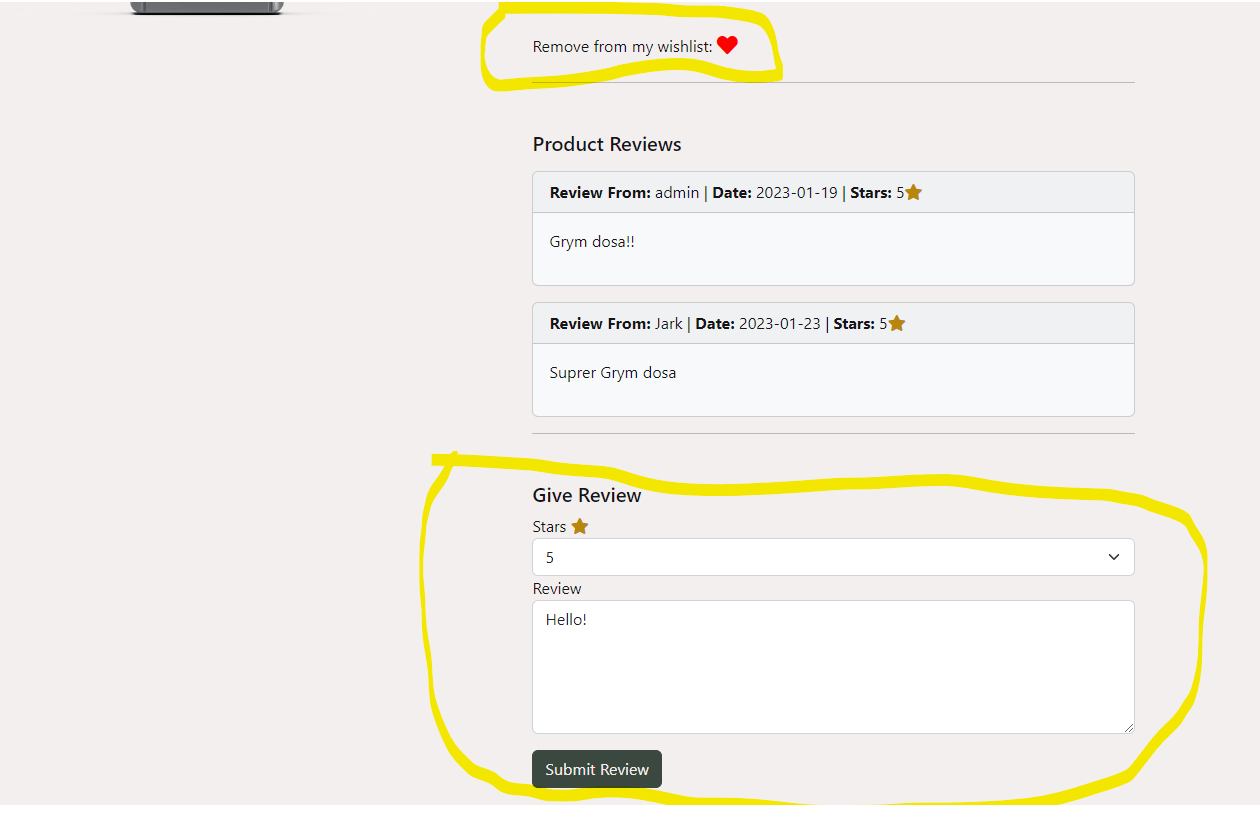 Remove from my wishlist:
Product Reviews
Review From: admin | Date: 2023-01-19 | Stars: 5
Grym dosa!!
Review From: Jark | Date: 2023-01-23 | Stars: 5
Suprer Grym dosa
Give Review
Stars
5
Review
Hello!
Submit Review